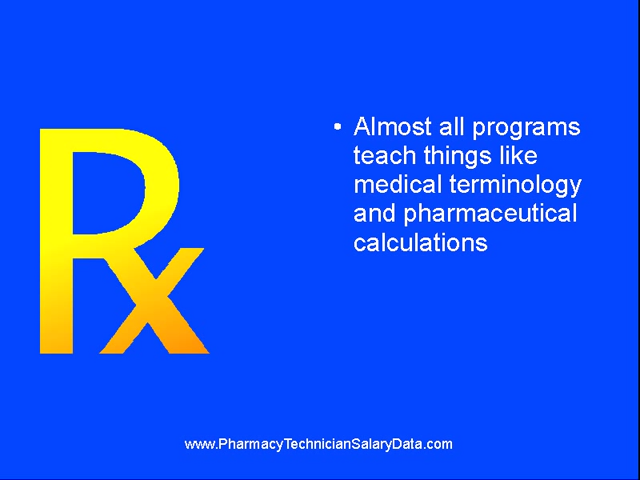 Rx
• Almost all programs
teach things like
medical terminology
and pharmaceutical
calculations
www.PharmacyTechnicianSalaryData.com